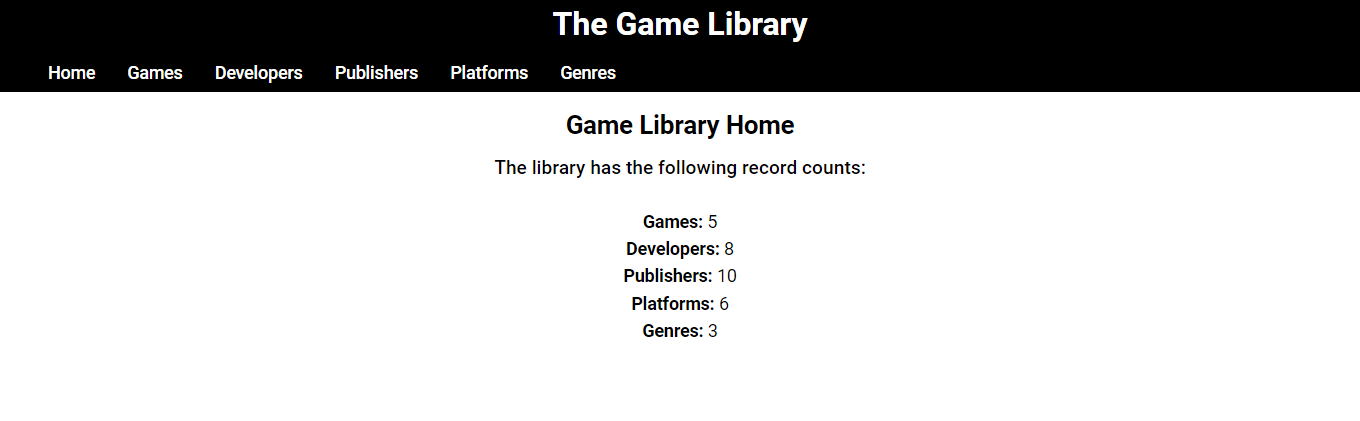 The Game Library
Home Games Developers Publishers Platforms Genres
Game Library Home
The library has the following record counts:
Games: 5
Developers: 8
Publishers: 10
Platforms: 6
Genres: 3